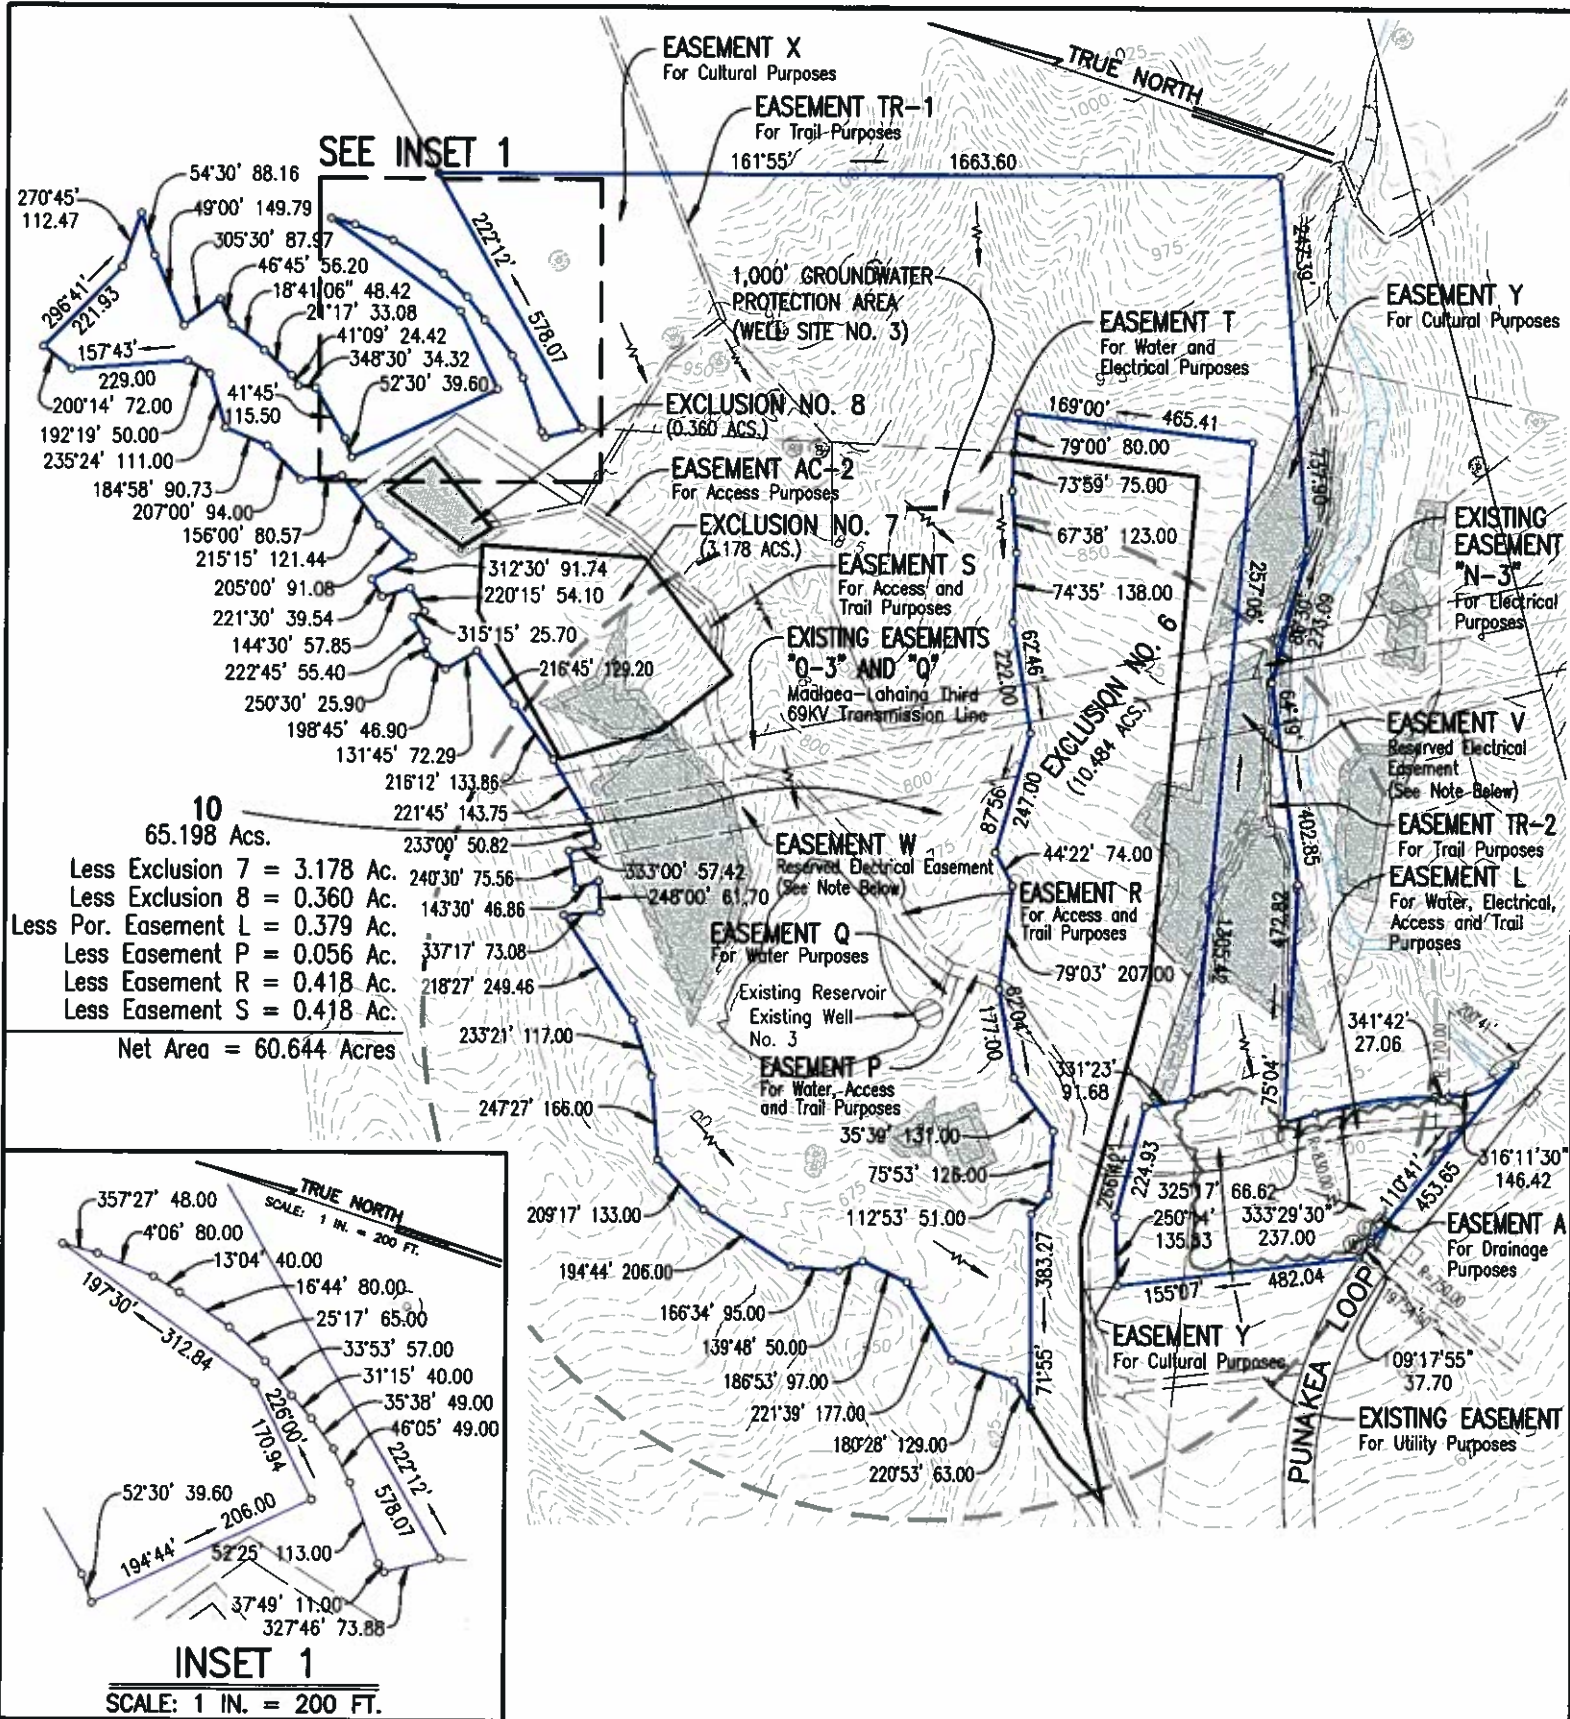 EASEMENT X
For Cultural Purposes
TRUE NORTH
1025
1000
EASEMENT TR-1
For Trail Purposes
161°55' 1663.60
SEE INSET 1
54°30' 88.16
270°45'
112.47
49°00' 149.79
305°30' 87.97
46°45' 56.20
18°41'06" 48.42
21°17' 33.08
41°09' 24.42
348°30' 34.32
52°30' 39.60
296°41'
221.93
157°43'
229.00
41°45'
115.50
200°14' 72.00
192°19' 50.00
235°24' 111.00
184°58' 90.73
207°00' 94.00
156°00' 80.57
215°15' 121.44
205°00' 91.08
221°30' 39.54
144°30' 57.85
222°45' 55.40
250°30' 25.90
198°45' 46.90
131°45' 72.29
216°12' 133.86
221°45' 143.75
233°00' 50.82
240°30' 75.56
143°30' 46.86
337°17' 73.08
218°27' 249.46
233°21' 117.00
247°27' 166.00
209°17' 133.00
194°44' 206.00
166°34' 95.00
139°48' 50.00
186°53' 97.00
221°39' 177.00
180°28' 129.00
220°53' 63.00
222°12'
578.07
1,000' GROUNDWATER
PROTECTION AREA
(WELL SITE NO. 3)
975
950
247°39'
EASEMENT Y
For Cultural Purposes
EASEMENT T
For Water and
Electrical Purposes
169°00' 465.41
79°00' 80.00
73°59' 75.00
67°38' 123.00
74°35' 138.00
62°46'
222.00
87°56'
247.00
44°22' 74.00
79°03' 207.00
82°04'
177.00
35°39' 131.00
75°53' 126.00
112°53' 51.00
71°55' 383.27
EXCLUSION NO. 8
(0.360 ACS.)
EASEMENT AC-2
For Access Purposes
EXCLUSION NO. 7
(3.178 ACS.)
EASEMENT S
For Access and
Trail Purposes
312°30' 91.74
220°15' 54.10
315°15' 25.70
216°45' 129.20
EXISTING EASEMENTS
"O-3" AND "Q"
Maalaea-Lahaina Third
69KV Transmission Line
EXCLUSION NO. 6
(10.484 ACS.)
850
800
800
257°05'
1305.42
EXISTING
EASEMENT
"N-3"
For Electrical
Purposes
64°19'
402.85
EASEMENT V
Reserved Electrical
Easement
(See Note Below)
EASEMENT TR-2
For Trail Purposes
EASEMENT L
For Water, Electrical,
Access and Trail
Purposes
10
65.198 Acs.
Less Exclusion 7 = 3.178 Ac.
Less Exclusion 8 = 0.360 Ac.
Less Por. Easement L = 0.379 Ac.
Less Easement P = 0.056 Ac.
Less Easement R = 0.418 Ac.
Less Easement S = 0.418 Ac.
Net Area = 60.644 Acres
333°00' 57.42
248°00' 61.70
EASEMENT W
Reserved Electrical Easement
(See Note Below)
EASEMENT R
For Access and
Trail Purposes
EASEMENT Q
For Water Purposes
Existing Reservoir
Existing Well
No. 3
EASEMENT P
For Water, Access
and Trail Purposes
675
625
331°23'
91.68
75°04'
472.82
341°42'
27.06
200°41'
266°42'
224.93
325°17' 66.62
250°14'
135.33
333°29'30"
237.00
316°11'30"
146.42
110°41'
453.65
155°07' 482.04
EASEMENT A
For Drainage
Purposes
EASEMENT Y
For Cultural Purposes
R=750.00
109°17'55"
37.70
PUNAKEA LOOP
EXISTING EASEMENT
For Utility Purposes
357°27' 48.00
4°06' 80.00
13°04' 40.00
16°44' 80.00
25°17' 65.00
33°53' 57.00
31°15' 40.00
35°38' 49.00
46°05' 49.00
TRUE NORTH
SCALE: 1 IN. = 200 FT.
197°30'
312.84
226°00'
170.94
222°12'
578.07
52°30' 39.60
194°44' 206.00
52°25' 113.00
37°49' 11.00
327°46' 73.88
INSET 1
SCALE: 1 IN. = 200 FT.